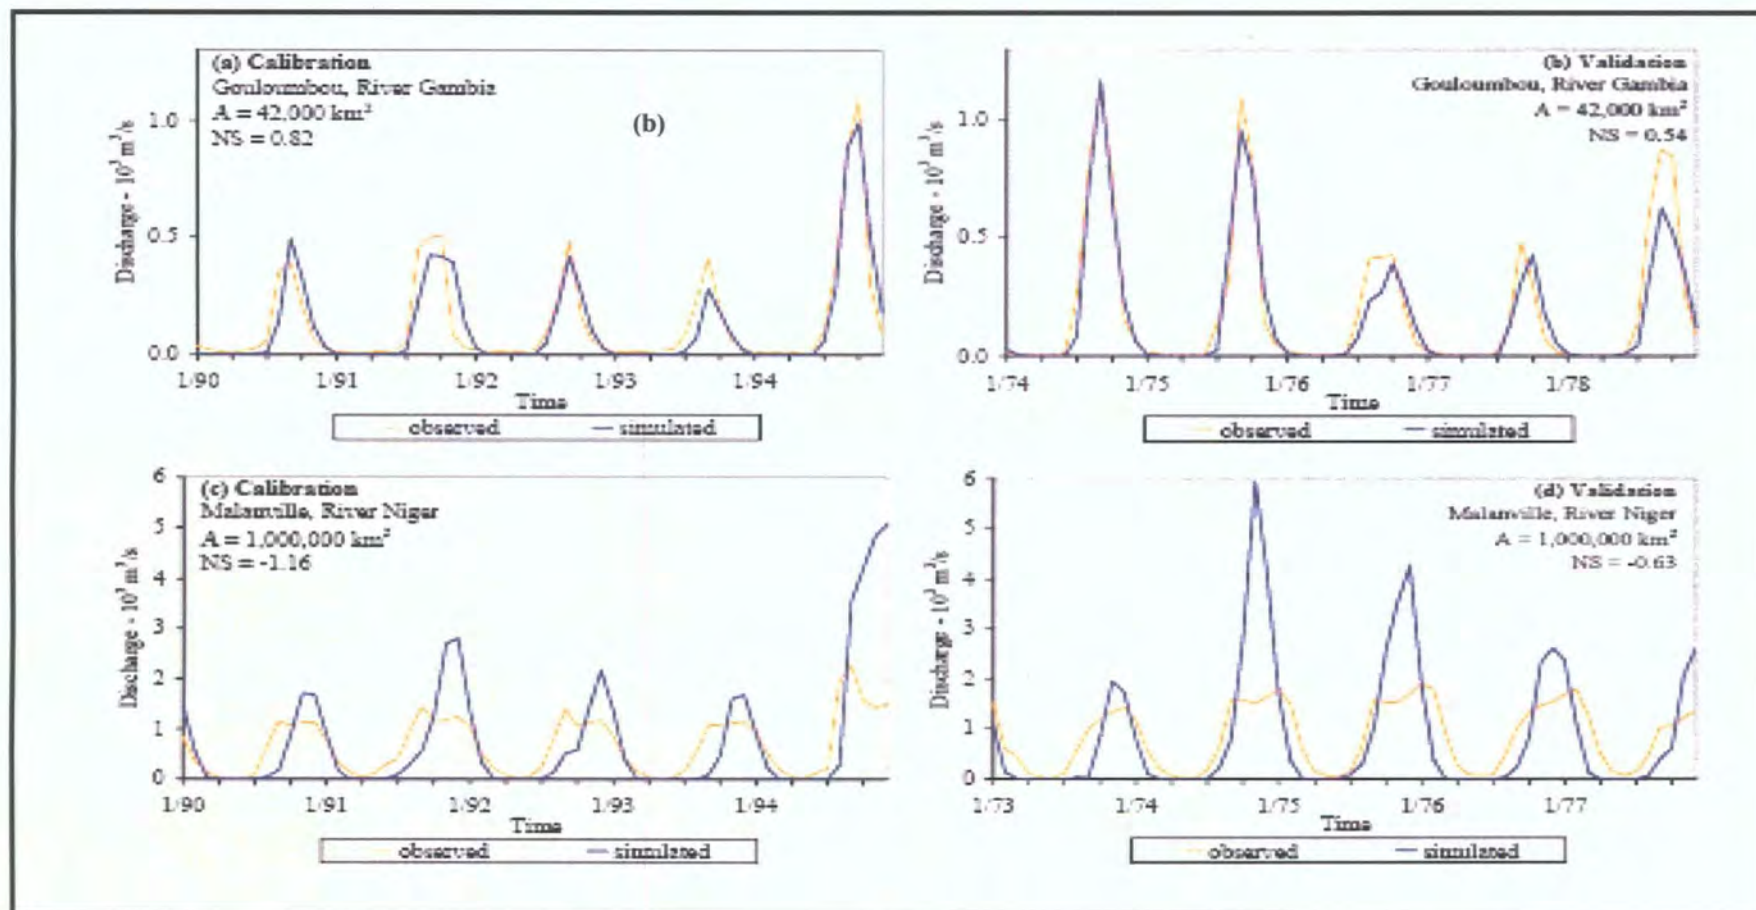 (a) Calibration
Gouloumbou, River Gambia
A = 42,000 km²
NS = 0.82
(b)
Discharge - 10³ m³/s
1.0
0.5
0.0
1/90 1/91 1/92 1/93 1/94
Time
observed simulated
(b) Validation
Gouloumbou, River Gambia
A = 42,000 km²
NS = 0.54
Discharge - 10³ m³/s
1.0
0.5
0.0
1/74 1/75 1/76 1/77 1/78
Time
observed simulated
(c) Calibration
Malanville, River Niger
A = 1,000,000 km²
NS = -1.16
Discharge - 10³ m³/s
6
5
4
3
2
1
0
1/90 1/91 1/92 1/93 1/94
Time
observed simulated
(d) Validation
Malanville, River Niger
A = 1,000,000 km²
NS = -0.63
Discharge - 10³ m³/s
6
5
4
3
2
1
0
1/73 1/74 1/75 1/76 1/77
Time
observed simulated